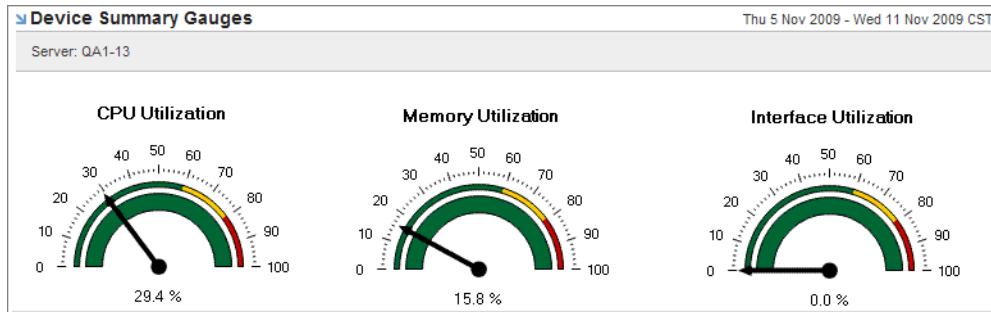 Device Summary Gauges
Thu 5 Nov 2009 - Wed 11 Nov 2009 CST
Server: QA1-13
CPU Utilization
0 10 20 30 40 50 60 70 80 90 100
29.4 %
Memory Utilization
0 10 20 30 40 50 60 70 80 90 100
15.8 %
Interface Utilization
0 10 20 30 40 50 60 70 80 90 100
0.0 %